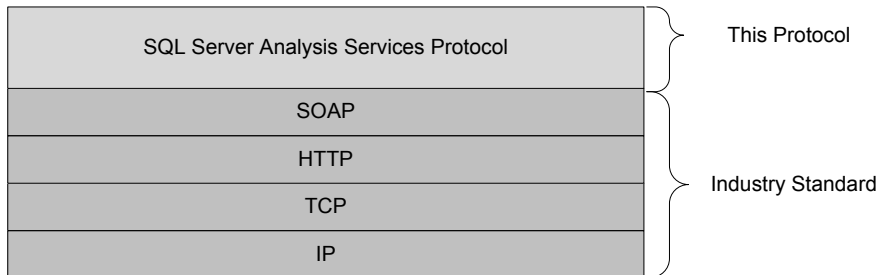 SQL Server Analysis Services Protocol
This Protocol
SOAP
HTTP
TCP
IP
Industry Standard